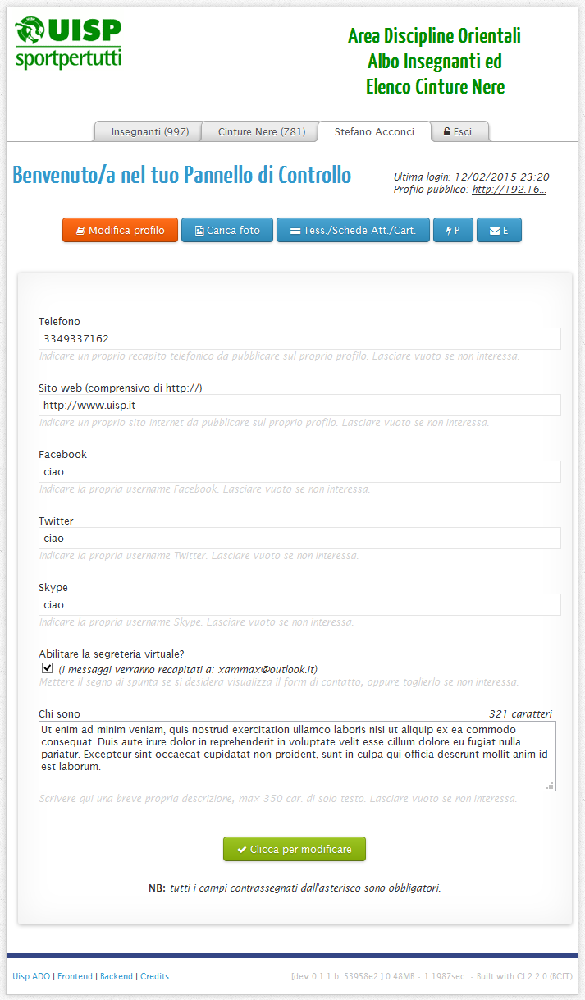 UISP
sportpertutti
Area Discipline Orientali
Albo Insegnanti ed
Elenco Cinture Nere
Insegnanti (997) Cinture Nere (781) Stefano Acconci Esci
Benvenuto/a nel tuo Pannello di Controllo
Ultima login: 12/02/2015 23:20
Profilo pubblico: http://192.16...
Modifica profilo Carica foto Tess./Schede Att./Cart. P E
Telefono
3349337162
Indicare un proprio recapito telefonico da pubblicare sul proprio profilo. Lasciare vuoto se non interessa.
Sito web (comprensivo di http://)
http://www.uisp.it
Indicare un proprio sito Internet da pubblicare sul proprio profilo. Lasciare vuoto se non interessa.
Facebook
ciao
Indicare la propria username Facebook. Lasciare vuoto se non interessa.
Twitter
ciao
Indicare la propria username Twitter. Lasciare vuoto se non interessa.
Skype
ciao
Indicare la propria username Skype. Lasciare vuoto se non interessa.
Abilitare la segreteria virtuale?
(i messaggi verranno recapitati a: xammax@outlook.it)
Mettere il segno di spunta se si desidera visualizza il form di contatto, oppure toglierlo se non interessa.
Chi sono 321 caratteri
Ut enim ad minim veniam, quis nostrud exercitation ullamco laboris nisi ut aliquip ex ea commodo
consequat. Duis aute irure dolor in reprehenderit in voluptate velit esse cillum dolore eu fugiat nulla
pariatur. Excepteur sint occaecat cupidatat non proident, sunt in culpa qui officia deserunt mollit anim id
est laborum.
Scrivere qui una breve propria descrizione, max 350 car. di solo testo. Lasciare vuoto se non interessa.
Clicca per modificare
NB: tutti i campi contrassegnati dall'asterisco sono obbligatori.
Uisp ADO | Frontend | Backend | Credits [dev 0.1.1 b. 53958e2 ] 0.48MB - 1.1987sec. - Built with CI 2.2.0 (BCIT)